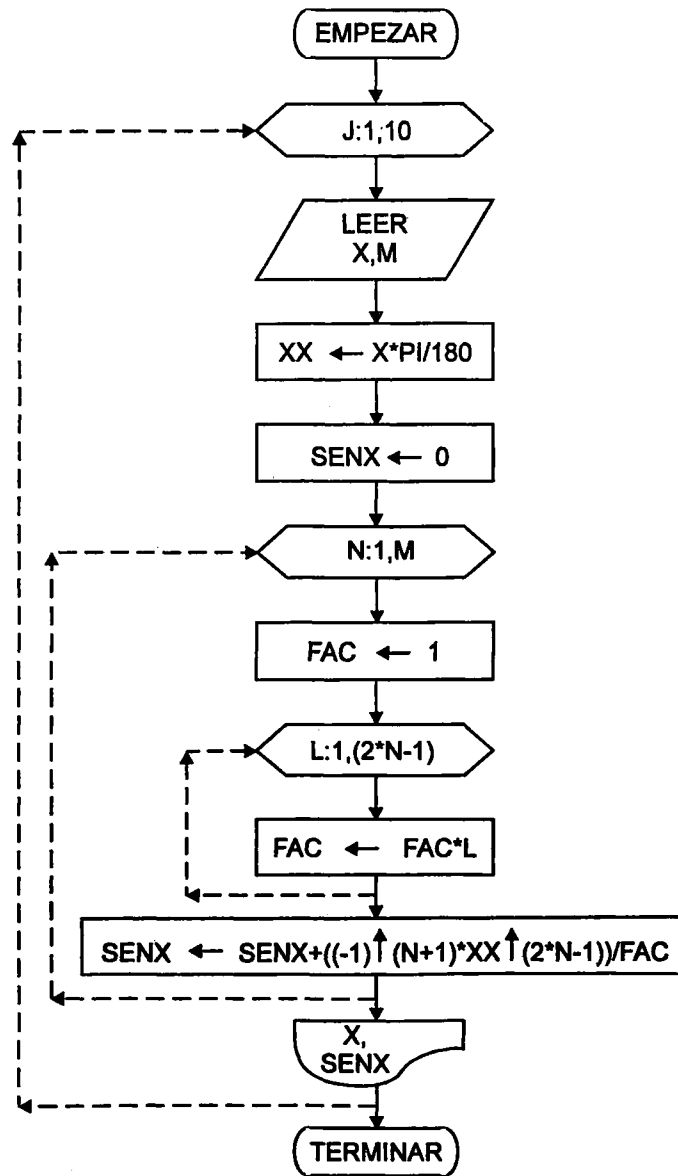 EMPEZAR
J:1,10
LEER
X,M
XX ← X*PI/180
SENX ← 0
N:1,M
FAC ← 1
L:1,(2*N-1)
FAC ← FAC*L
SENX ← SENX+((-1)↑(N+1)*XX↑(2*N-1))/FAC
X,
SENX
TERMINAR